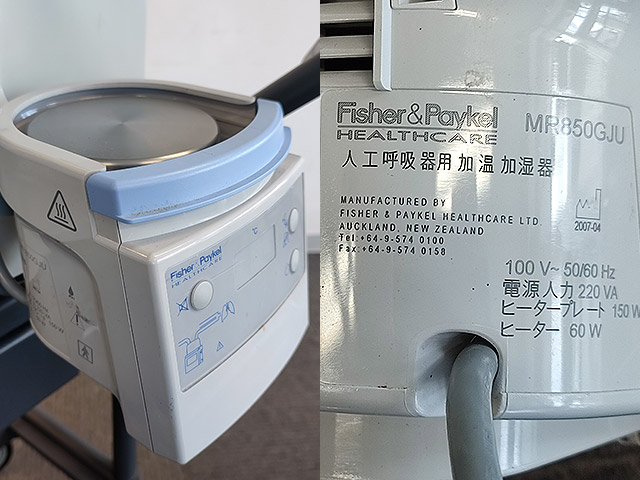 Fisher & Paykel
HEALTHCARE
°C
Fisher&Paykel
HEALTHCARE
MR850GJU
人工呼吸器用加温加湿器
MANUFACTURED BY
FISHER & PAYKEL HEALTHCARE LTD.
AUCKLAND, NEW ZEALAND
Tel:+64-9-574 0100
Fax:+64-9-574 0158
2007-04
100 V~ 50/60 Hz
電源入力 220 VA
ヒータープレート 150 W
ヒーター 60 W